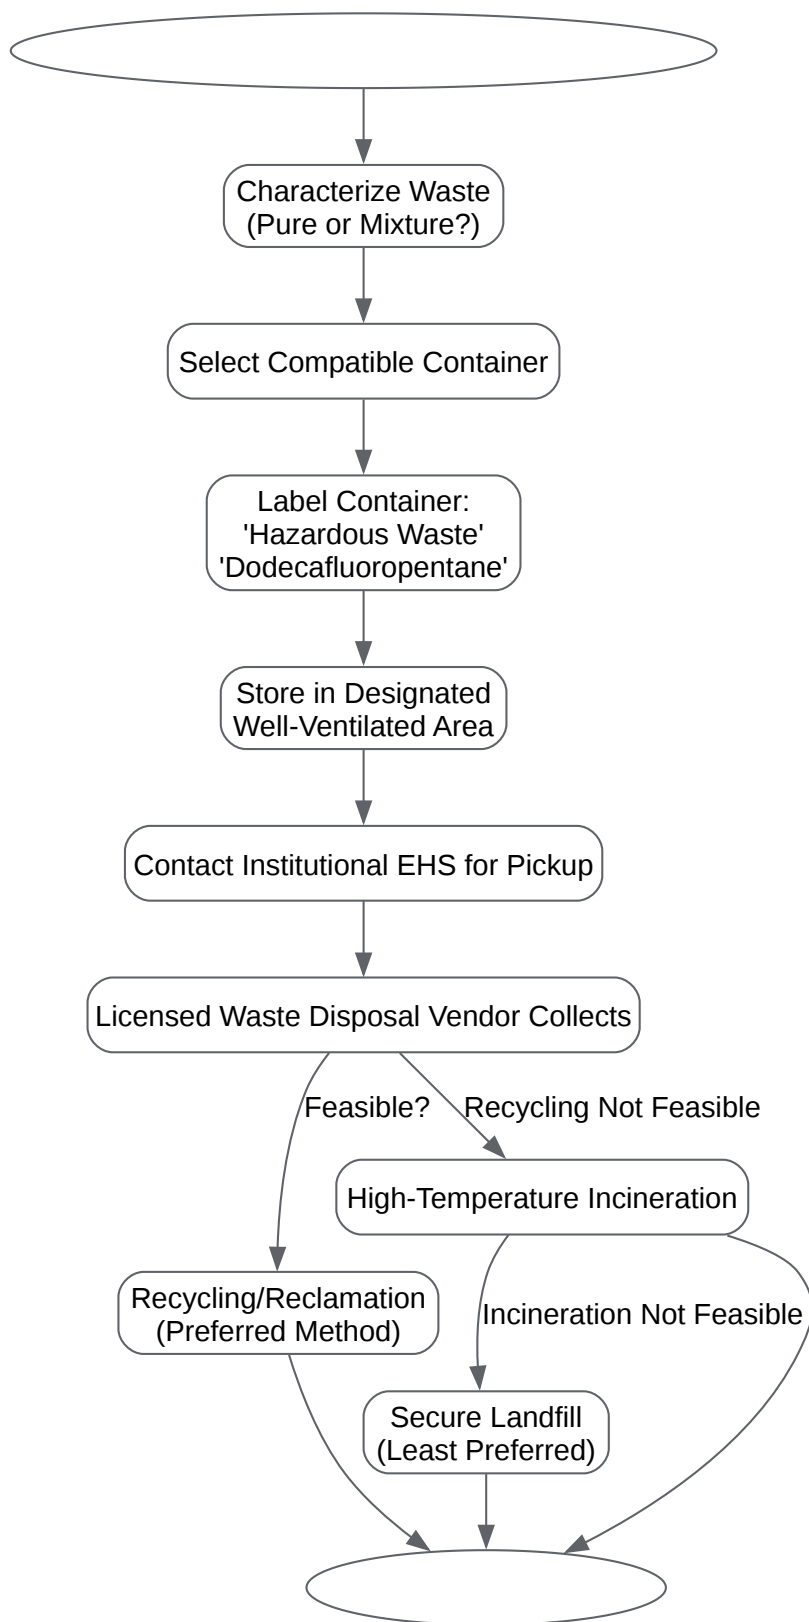 Characterize Waste
(Pure or Mixture?)
Select Compatible Container
Label Container:
'Hazardous Waste'
'Dodecafluoropentane'
Store in Designated
Well-Ventilated Area
Contact Institutional EHS for Pickup
Licensed Waste Disposal Vendor Collects
Feasible?
Recycling Not Feasible
High-Temperature Incineration
Recycling/Reclamation
(Preferred Method)
Incineration Not Feasible
Secure Landfill
(Least Preferred)